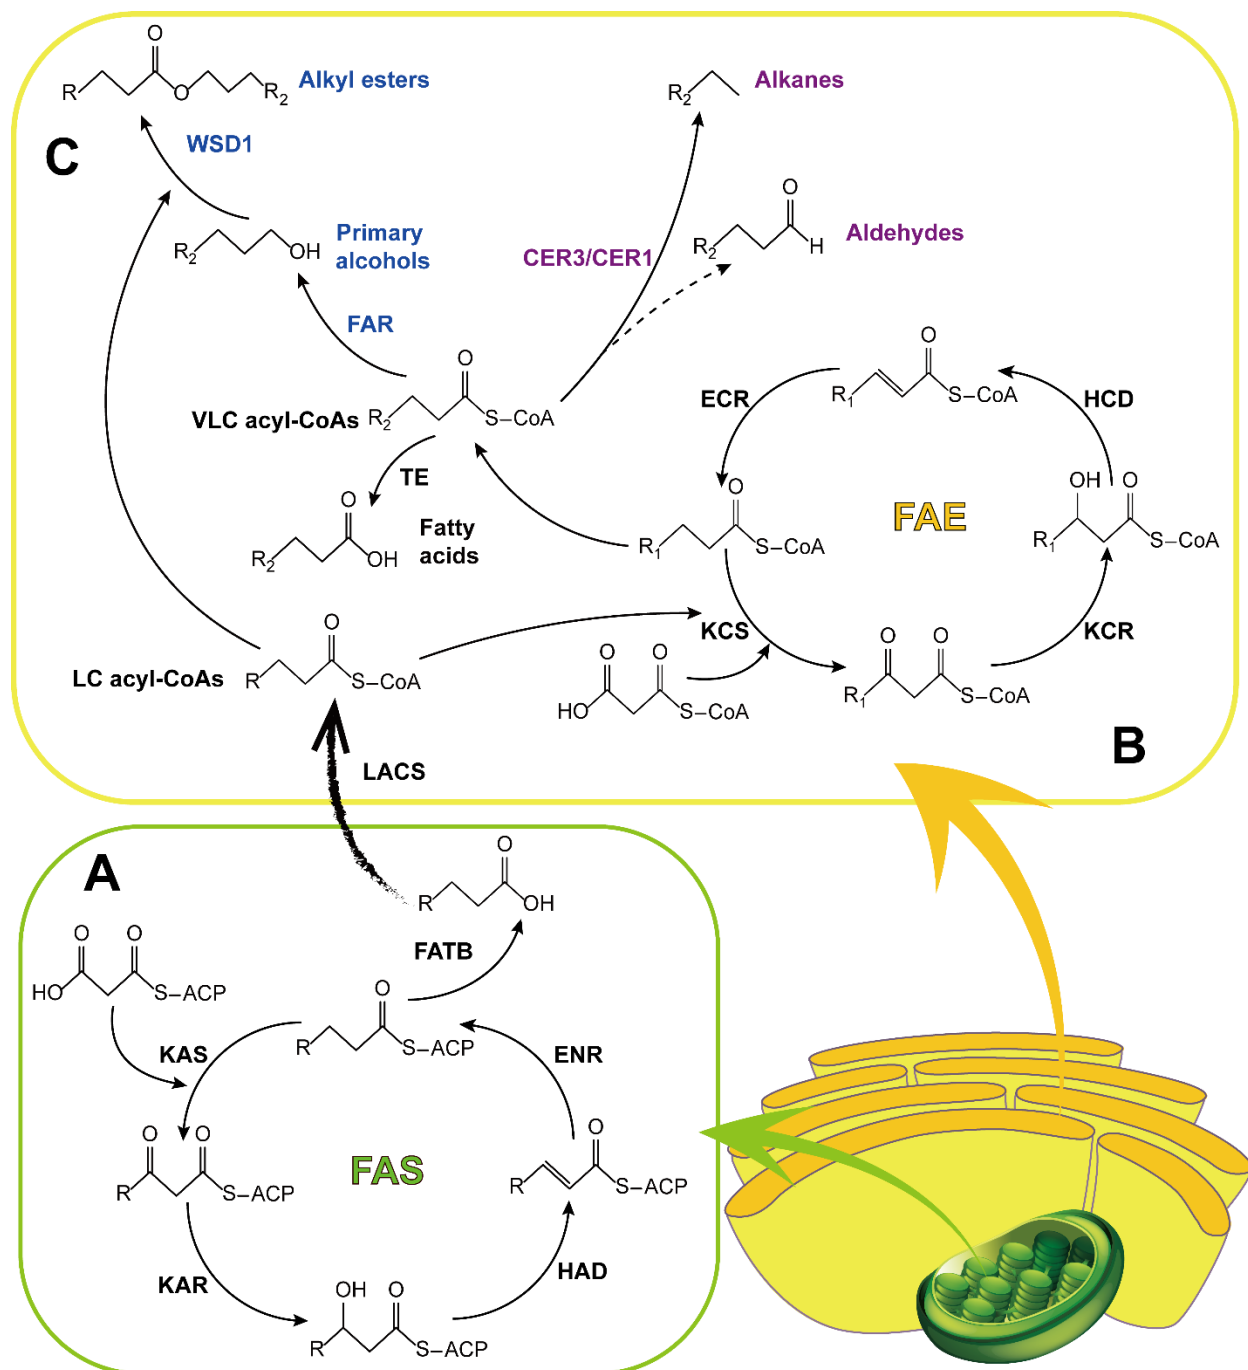 O
R
O
R2
Alkyl esters
C
WSD1
R2
OH
Primary
alcohols
FAR
R2
Alkanes
O
R2
H
Aldehydes
CER3/CER1
O
VLC acyl-CoAs
R2
S–CoA
TE
O
R2
OH
Fatty
acids
O
R1
S–CoA
ECR
HCD
FAE
O
R1
S–CoA
OH
O
R1
S–CoA
KCS
KCR
O
LC acyl-CoAs
R
S–CoA
O
O
HO
S–CoA
O
O
R1
S–CoA
B
LACS
A
O
R
OH
FATB
O
O
HO
S–ACP
O
R
S–ACP
KAS
ENR
O
O
R
S–ACP
FAS
O
R
S–ACP
KAR
HAD
OH
O
R
S–ACP